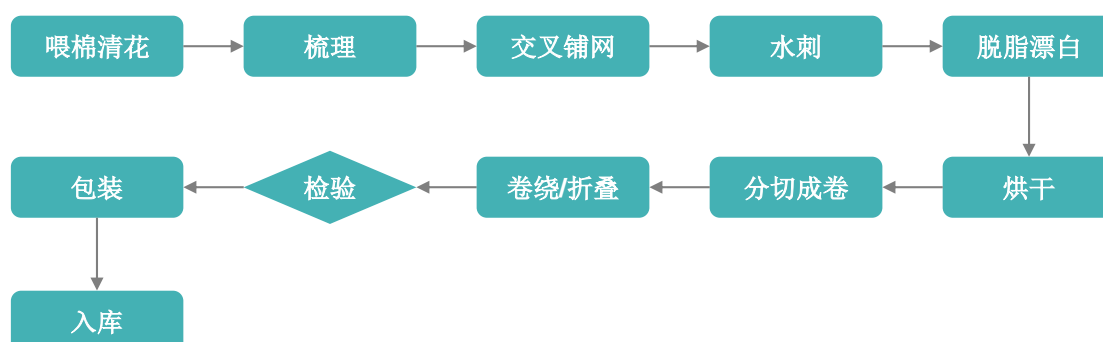 喂棉清花
梳理
交叉铺网
水刺
脱脂漂白
烘干
分切成卷
卷绕/折叠
检验
包装
入库